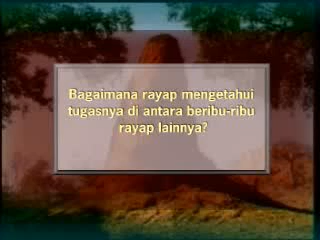 Bagaimana rayap mengetahui
tugasnya di antara beribu-ribu
rayap lainnya?